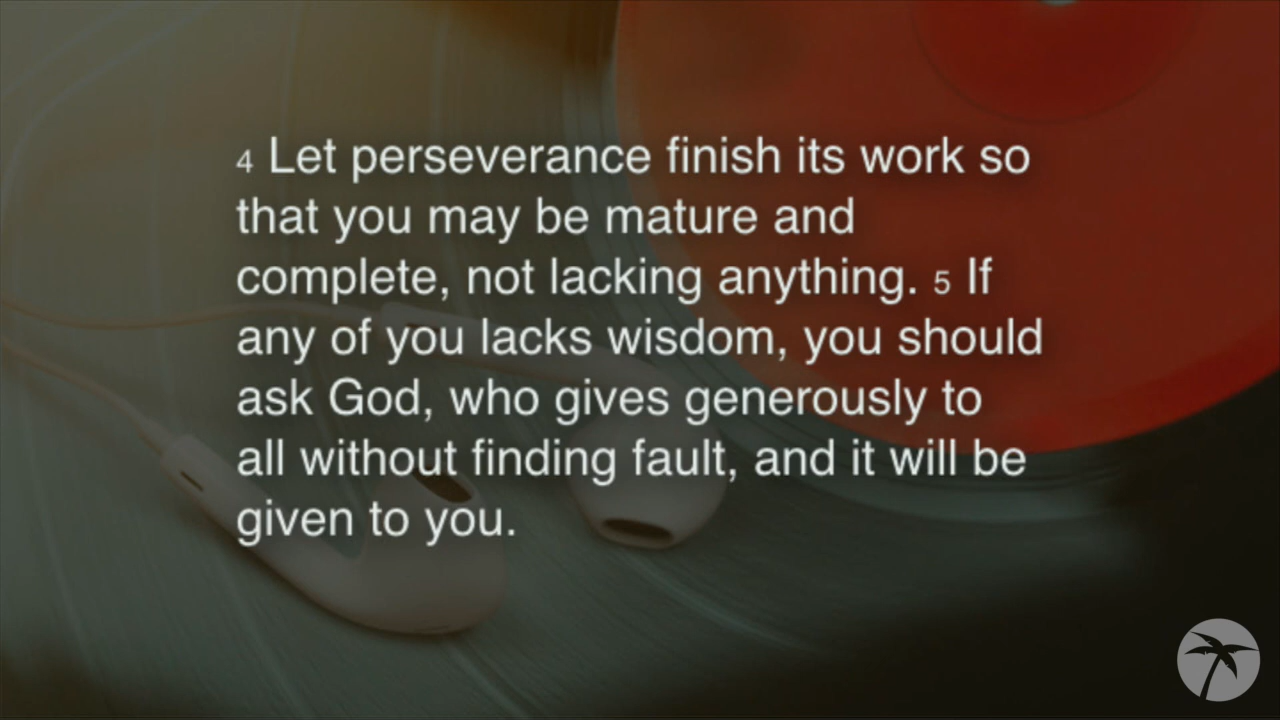 4 Let perseverance finish its work so
that you may be mature and
complete, not lacking anything. 5 If
any of you lacks wisdom, you should
ask God, who gives generously to
all without finding fault, and it will be
given to you.